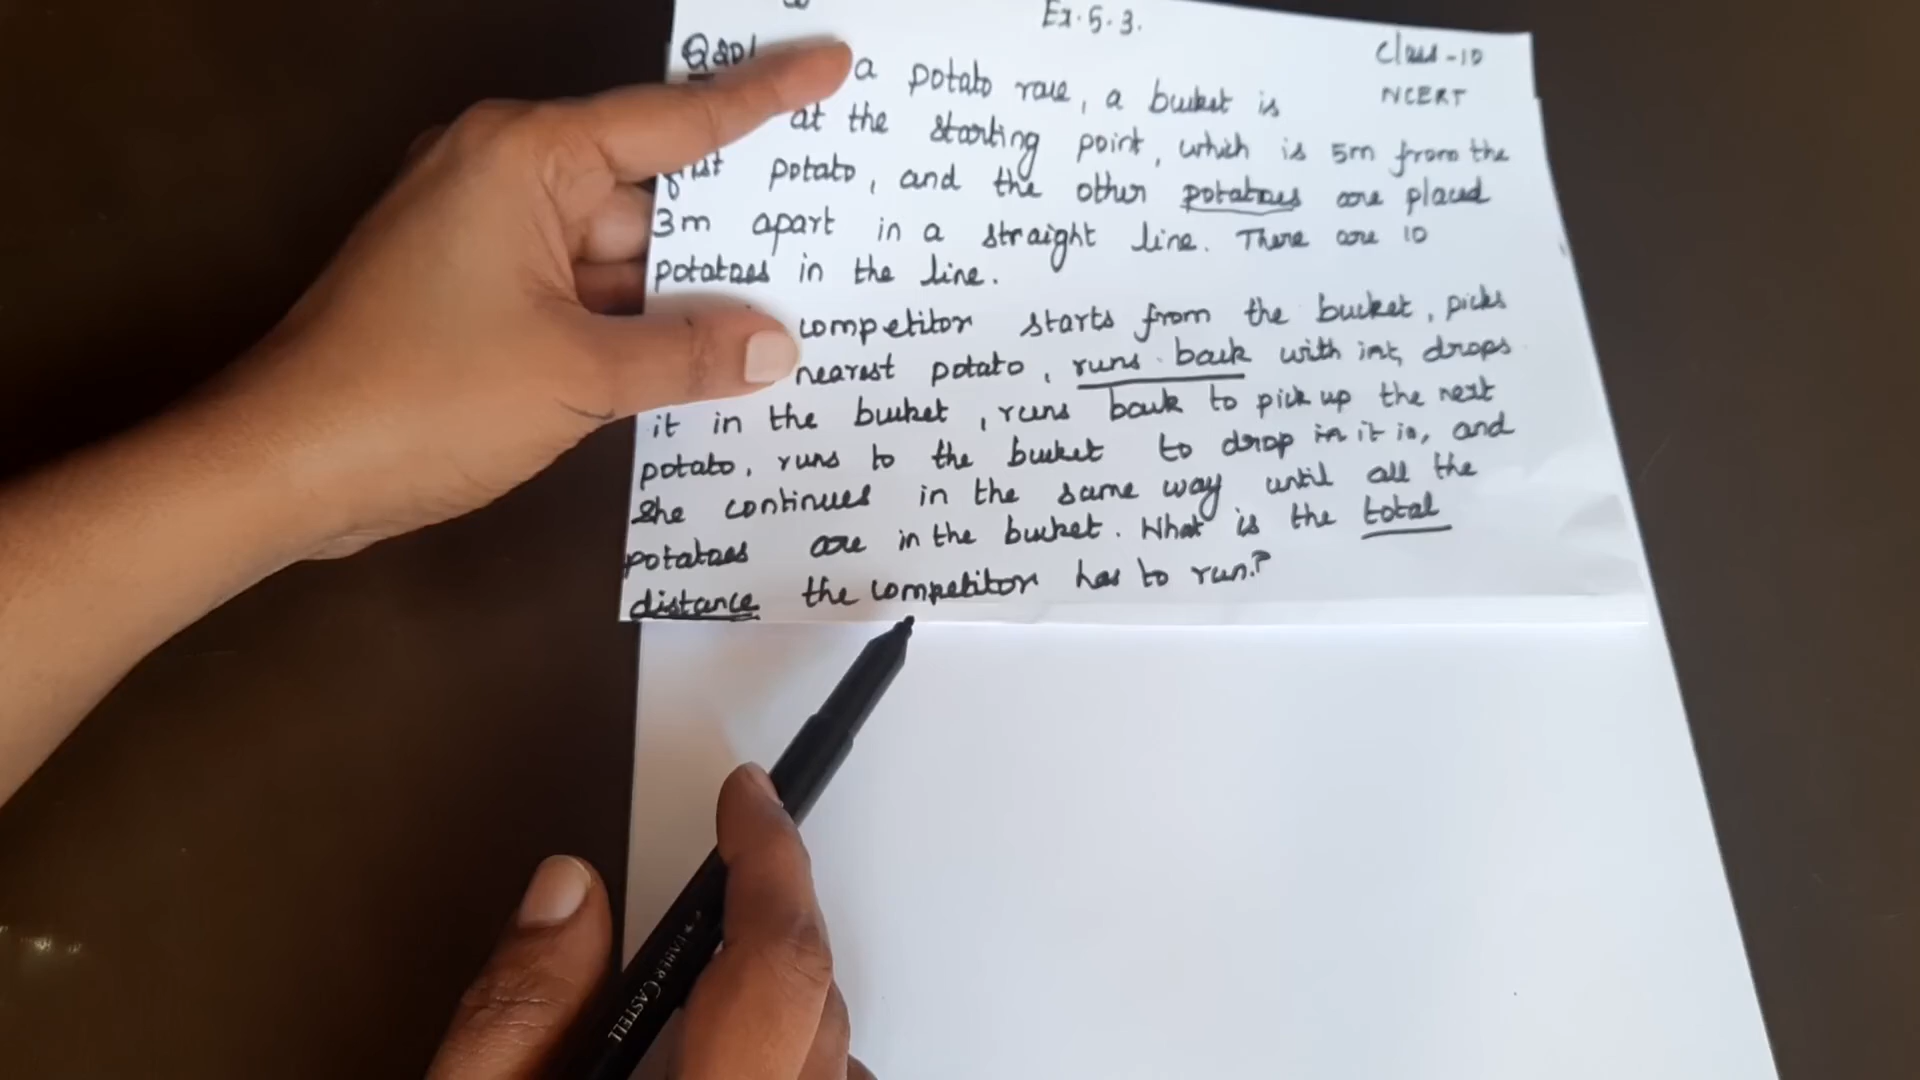 Ex. 5.3.
Class-10
NCERT
a potato race, a bucket is
at the starting point, which is 5m from the
potato, and the other potatoes are placed
3m apart in a straight line. There are 10
potatoes in the line.
competitor starts from the bucket, picks
nearest potato, runs back with it, drops
it in the bucket, runs back to pick up the next
potato, runs to the bucket to drop it in, and
she continues in the same way until all the
potatoes are in the bucket. What is the total
distance the competitor has to run?
FABER CASTELL